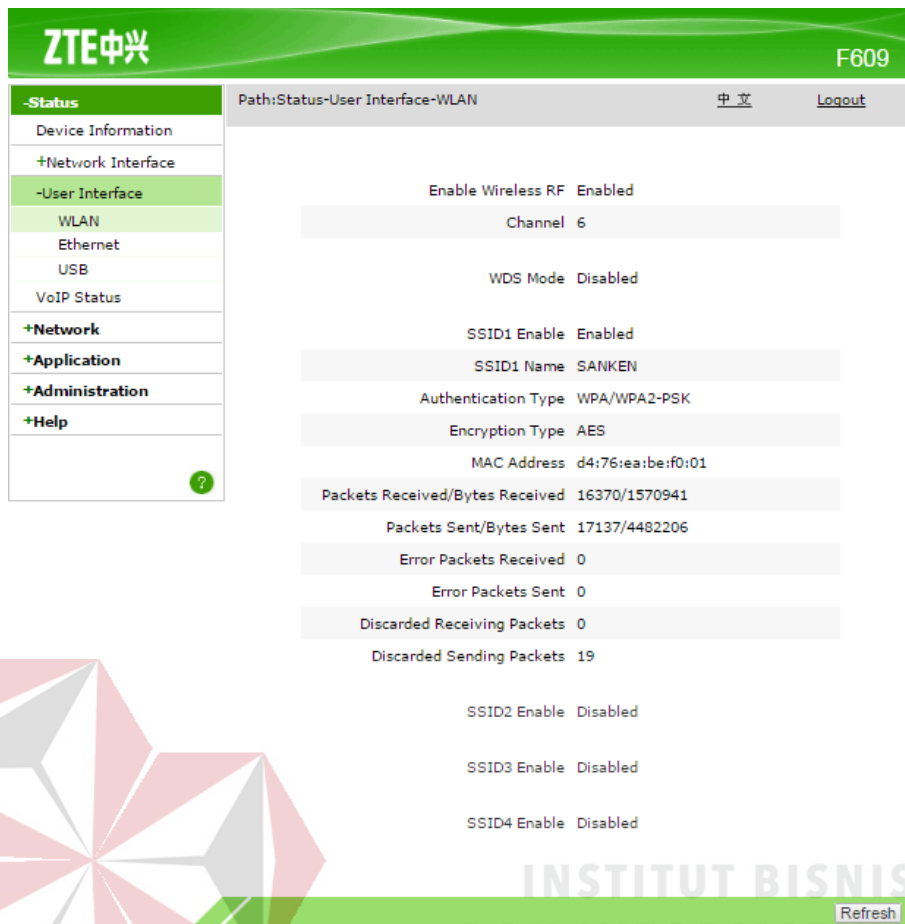 ZTE中兴
F609
-Status
Device Information
+Network Interface
-User Interface
WLAN
Ethernet
USB
VoIP Status
+Network
+Application
+Administration
+Help
?
Path:Status-User Interface-WLAN 中文 Logout
Enable Wireless RF Enabled
Channel 6
WDS Mode Disabled
SSID1 Enable Enabled
SSID1 Name SANKEN
Authentication Type WPA/WPA2-PSK
Encryption Type AES
MAC Address d4:76:ea:be:f0:01
Packets Received/Bytes Received 16370/1570941
Packets Sent/Bytes Sent 17137/4482206
Error Packets Received 0
Error Packets Sent 0
Discarded Receiving Packets 0
Discarded Sending Packets 19
SSID2 Enable Disabled
SSID3 Enable Disabled
SSID4 Enable Disabled
INSTITUT BISNIS
Refresh